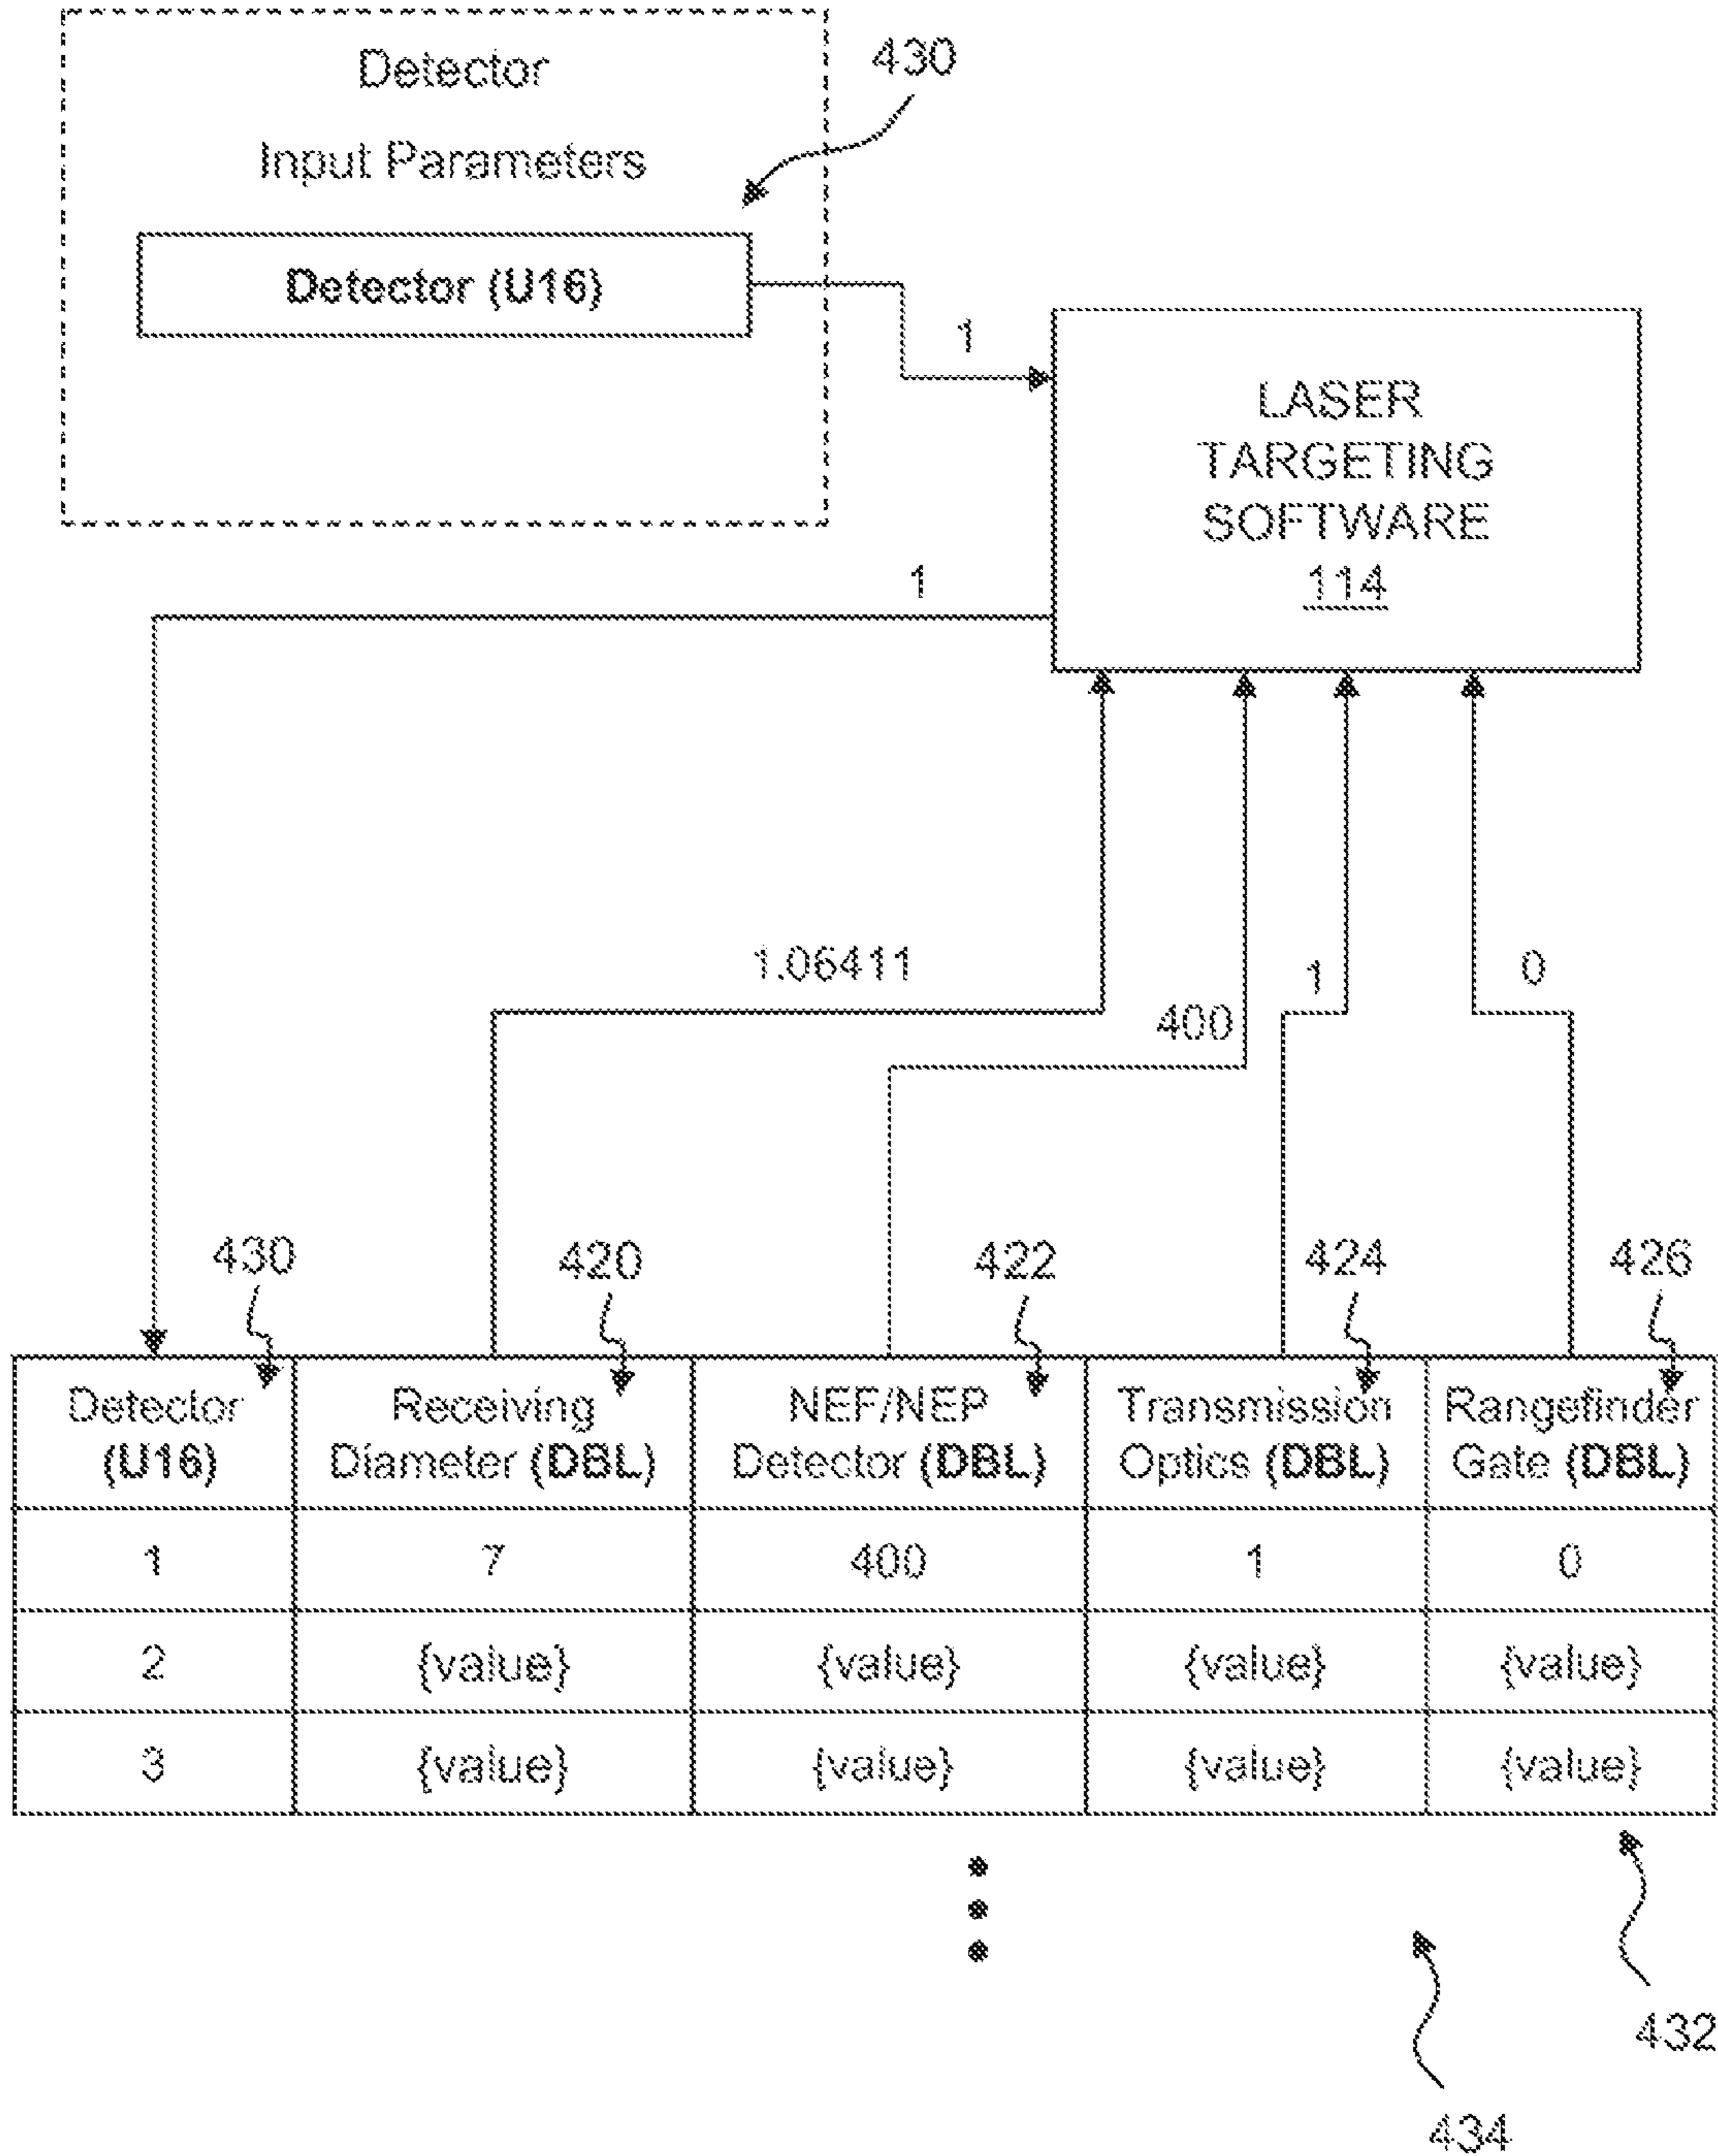 Detector
Input Parameters
430
Detector (U16)
1
LASER
TARGETING
SOFTWARE
114
1
1.06411
400
1
0
430
420
422
424
426
Detector
(U16)
Receiving
Diameter (DBL)
NEF/NEP
Detector (DBL)
Transmission
Optics (DBL)
Rangefinder
Gate (DBL)
1 7 400 1 0
2 {value} {value} {value} {value}
3 {value} {value} {value} {value}
432
434